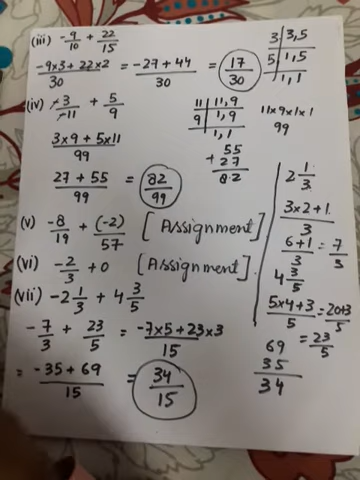 (iii) -9/10 + 22/15
(-9×3+22×2)/30 = (-27+44)/30 = 17/30
3 | 3,5
5 | 1,5
1,1
(iv) -3/-11 + 5/9
(3×9+5×11)/99
(27+55)/99 = 82/99
11 | 11,9
9 | 1,9
1,1
11×9×1×1
99
55
+ 27
82
(v) -8/19 + (-2)/57 [Assignment]
(vi) -2/3 + 0 [Assignment]
(vii) -2 1/3 + 4 3/5
-7/3 + 23/5 = (-7×5+23×3)/15
= (-35+69)/15 = 34/15
2 1/3
(3×2+1)/3
(6+1)/3 = 7/3
4 3/5
(5×4+3)/5 = (20+3)/5
= 23/5
69
35
34